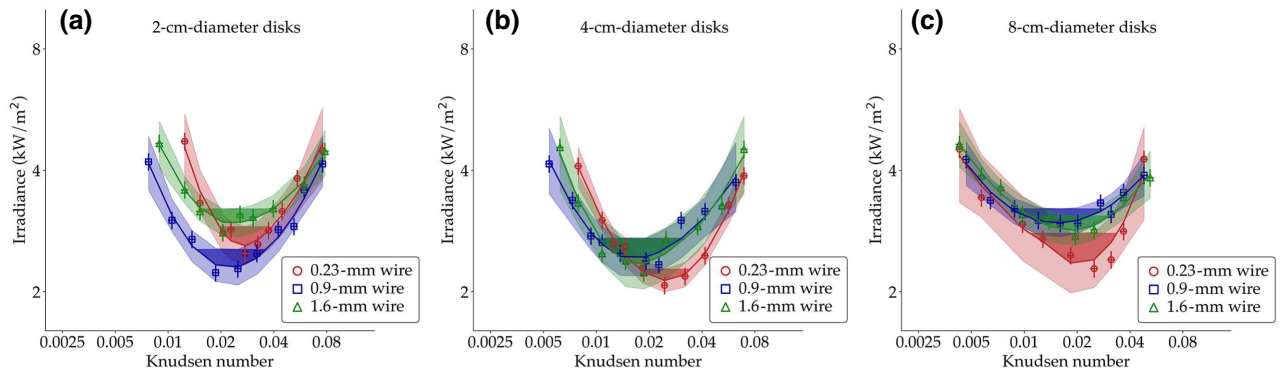 (a)
2-cm-diameter disks
Irradiance (kW/m²)
8
4
2
0.23-mm wire
0.9-mm wire
1.6-mm wire
0.0025 0.005 0.01 0.02 0.04 0.08
Knudsen number
(b)
4-cm-diameter disks
Irradiance (kW/m²)
8
4
2
0.23-mm wire
0.9-mm wire
1.6-mm wire
0.0025 0.005 0.01 0.02 0.04 0.08
Knudsen number
(c)
8-cm-diameter disks
Irradiance (kW/m²)
8
4
2
0.23-mm wire
0.9-mm wire
1.6-mm wire
0.0025 0.005 0.01 0.02 0.04 0.08
Knudsen number